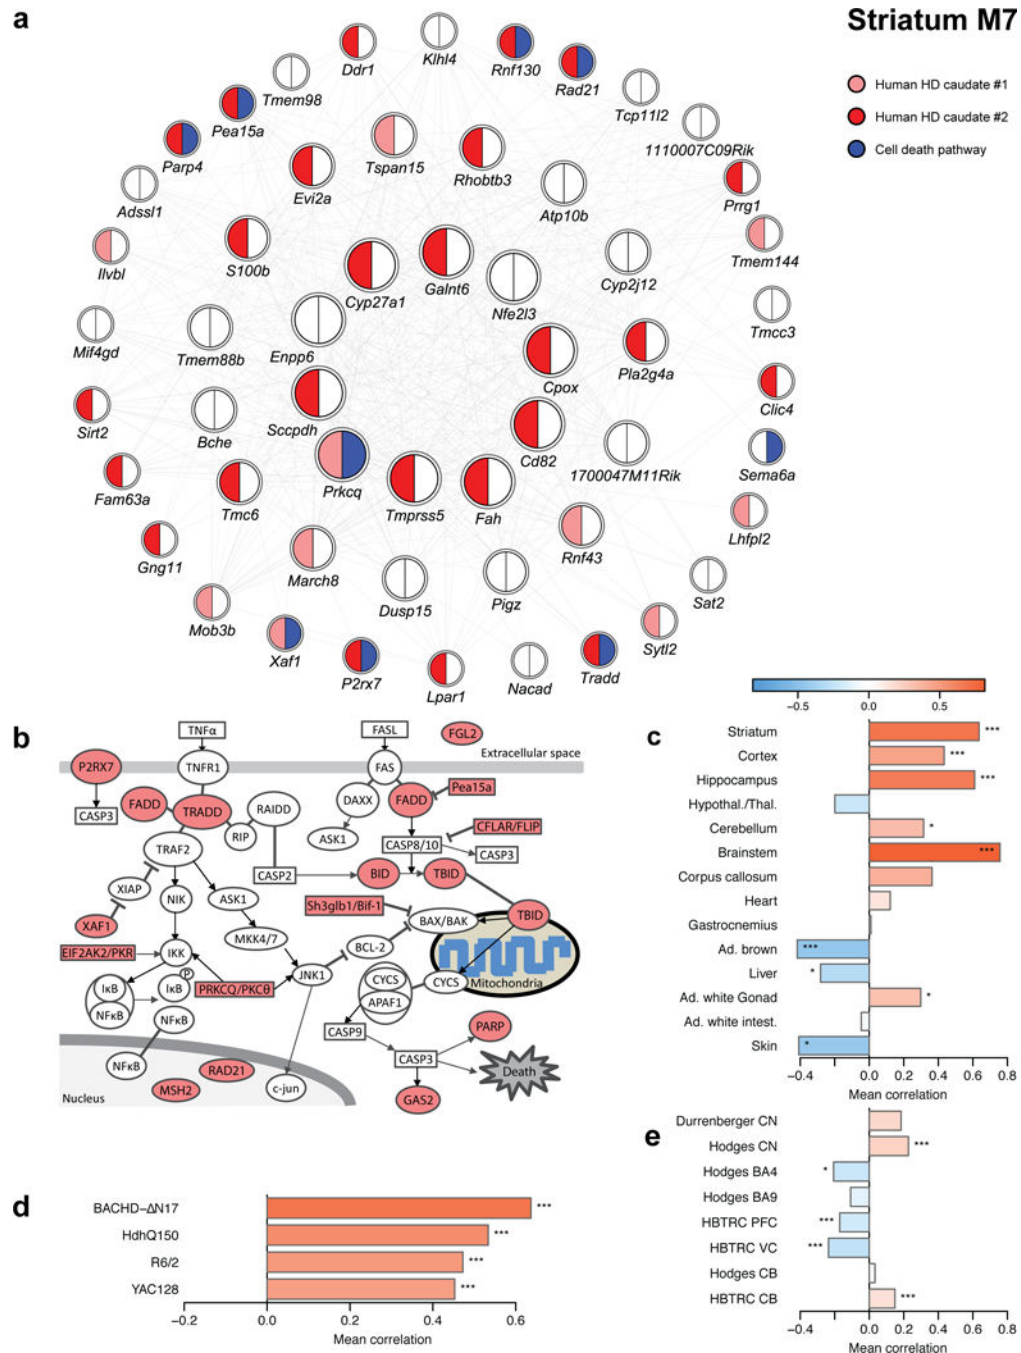 a
Striatum M7
Human HD caudate #1
Human HD caudate #2
Cell death pathway
Ddr1
Klhl4
Rnf130
Rad21
Tmem98
Tcp11l2
Pea15a
1110007C09Rik
Parp4
Tspan15
Rhobtb3
Evi2a
Prrg1
Adssl1
Atp10b
Ilvbl
S100b
Cyp27a1
Galnt6
Cyp2j12
Tmem144
Nfe2l3
Mif4gd
Tmem88b
Enpp6
Tmcc3
Cpox
Pla2g4a
Sirt2
Bche
Sccpdh
Clic4
Cd82
1700047M11Rik
Sema6a
Fam63a
Tmc6
Prkcq
Tmprss5
Fah
Gng11
March8
Rnf43
Lhfpl2
Dusp15
Pigz
Sat2
Mob3b
Xaf1
Sytl2
P2rx7
Lpar1
Nacad
Tradd
b
TNFα
FASL
FGL2
Extracellular space
P2RX7
TNFR1
FAS
Pea15a
FADD
TRADD
RAIDD
DAXX
FADD
CASP3
RIP
CFLAR/FLIP
TRAF2
ASK1
CASP8/10
CASP3
XIAP
CASP2
BID
TBID
NIK
ASK1
Sh3glb1/Bif-1
XAF1
BAX/BAK
TBID
MKK4/7
BCL-2
EIF2AK2/PKR
IKK
JNK1
P
CYCS
CYCS
Mitochondria
IκB
IκB
PRKCQ/PKCθ
APAF1
NFκB
NFκB
CASP9
PARP
CASP3
NFκB
RAD21
Death
MSH2
c-jun
GAS2
Nucleus
−0.5 0.0 0.5
c
Striatum ***
Cortex ***
Hippocampus ***
Hypothal./Thal.
Cerebellum *
Brainstem ***
Corpus callosum
Heart
Gastrocnemius
Ad. brown ***
Liver *
Ad. white Gonad *
Ad. white intest.
Skin *
−0.4 0.0 0.2 0.4 0.6 0.8
Mean correlation
d
BACHD−ΔN17 ***
HdhQ150 ***
R6/2 ***
YAC128 ***
−0.2 0.0 0.2 0.4 0.6
Mean correlation
e
Durrenberger CN
Hodges CN ***
Hodges BA4 *
Hodges BA9
HBTRC PFC ***
HBTRC VC ***
Hodges CB
HBTRC CB ***
−0.4 0.0 0.2 0.4 0.6 0.8
Mean correlation